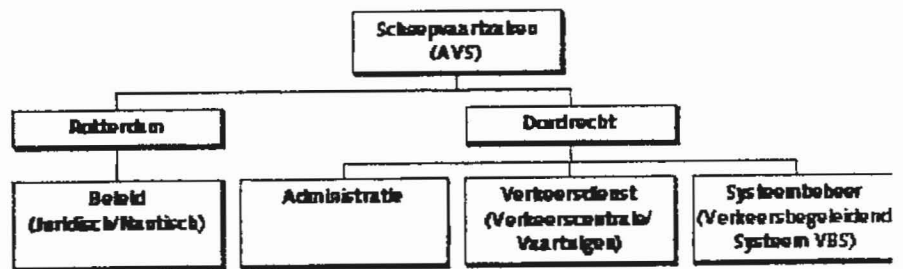 Scheepvaartzaken
(AVS)
Rotterdam
Dordrecht
Beleid
(Juridisch/Nautisch)
Administratie
Verkeersdienst
(Verkeerscentrale/
Vaartuigen)
Systeembeheer
(Verkeersbegeleidend
Systeem VBS)